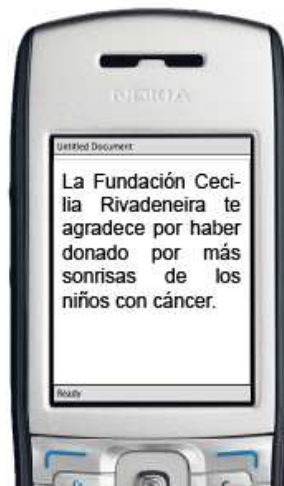 NOKIA
Untitled Document
La Fundación Ceci-
lia Rivadeneira te
agradece por haber
donado por más
sonrisas de los
niños con cáncer.
Ready